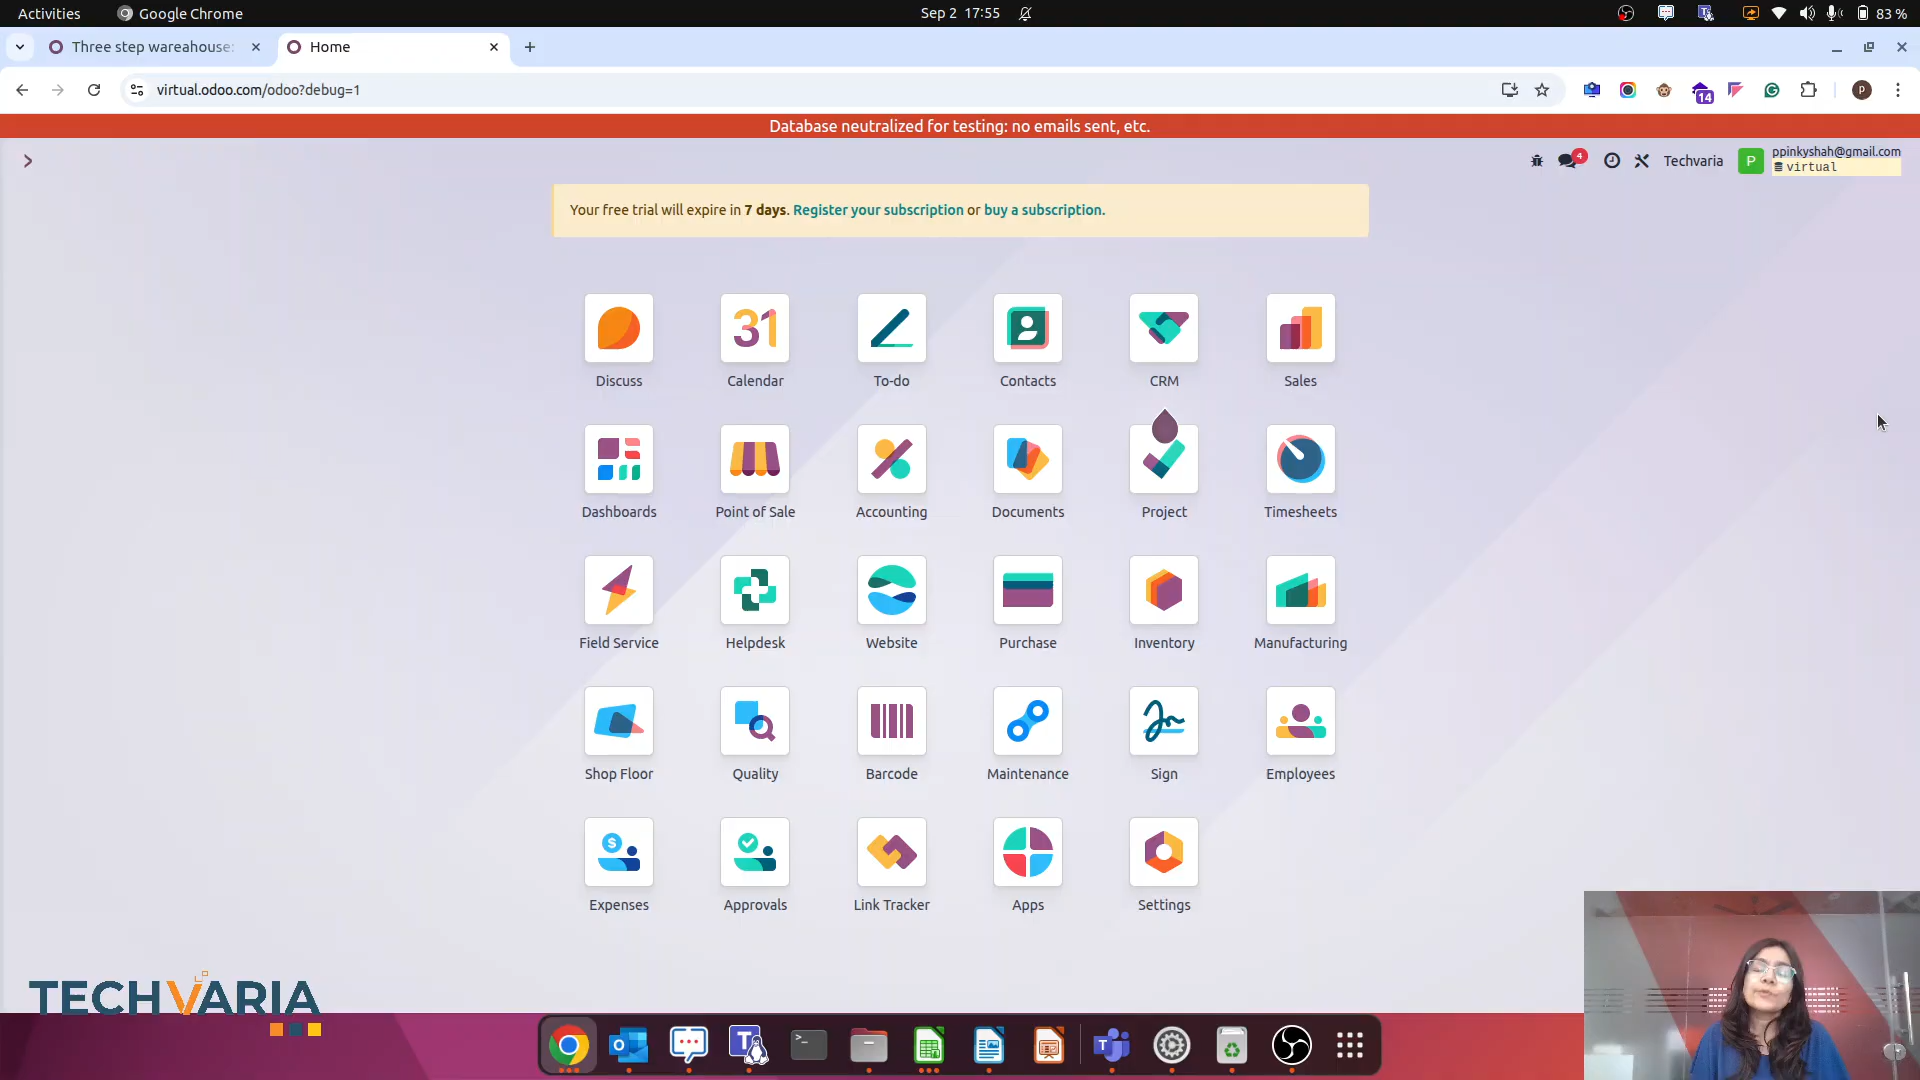 Activities
Google Chrome
Sep 2 17:55
83 %
Three step wareahouse
Home
virtual.odoo.com/odoo?debug=1
14
P
Database neutralized for testing: no emails sent, etc.
4
Techvaria
P
ppinkyshah@gmail.com
virtual
Your free trial will expire in 7 days. Register your subscription or buy a subscription.
31
Discuss
Calendar
To-do
Contacts
CRM
Sales
Dashboards
Point of Sale
Accounting
Documents
Project
Timesheets
Field Service
Helpdesk
Website
Purchase
Inventory
Manufacturing
Shop Floor
Quality
Barcode
Maintenance
Sign
Employees
$
Expenses
Approvals
Link Tracker
Apps
Settings
TECHVARIA